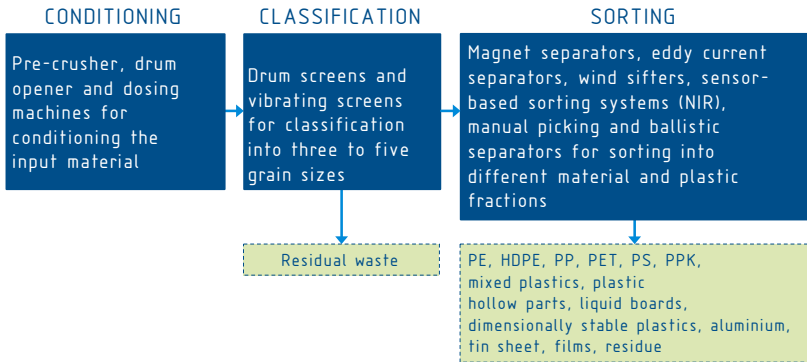 CONDITIONING
Pre-crusher, drum
opener and dosing
machines for
conditioning the
input material
CLASSIFICATION
Drum screens and
vibrating screens
for classification
into three to five
grain sizes
SORTING
Magnet separators, eddy current
separators, wind sifters, sensor-
based sorting systems (NIR),
manual picking and ballistic
separators for sorting into
different material and plastic
fractions
Residual waste
PE, HDPE, PP, PET, PS, PPK,
mixed plastics, plastic
hollow parts, liquid boards,
dimensionally stable plastics, aluminium,
tin sheet, films, residue